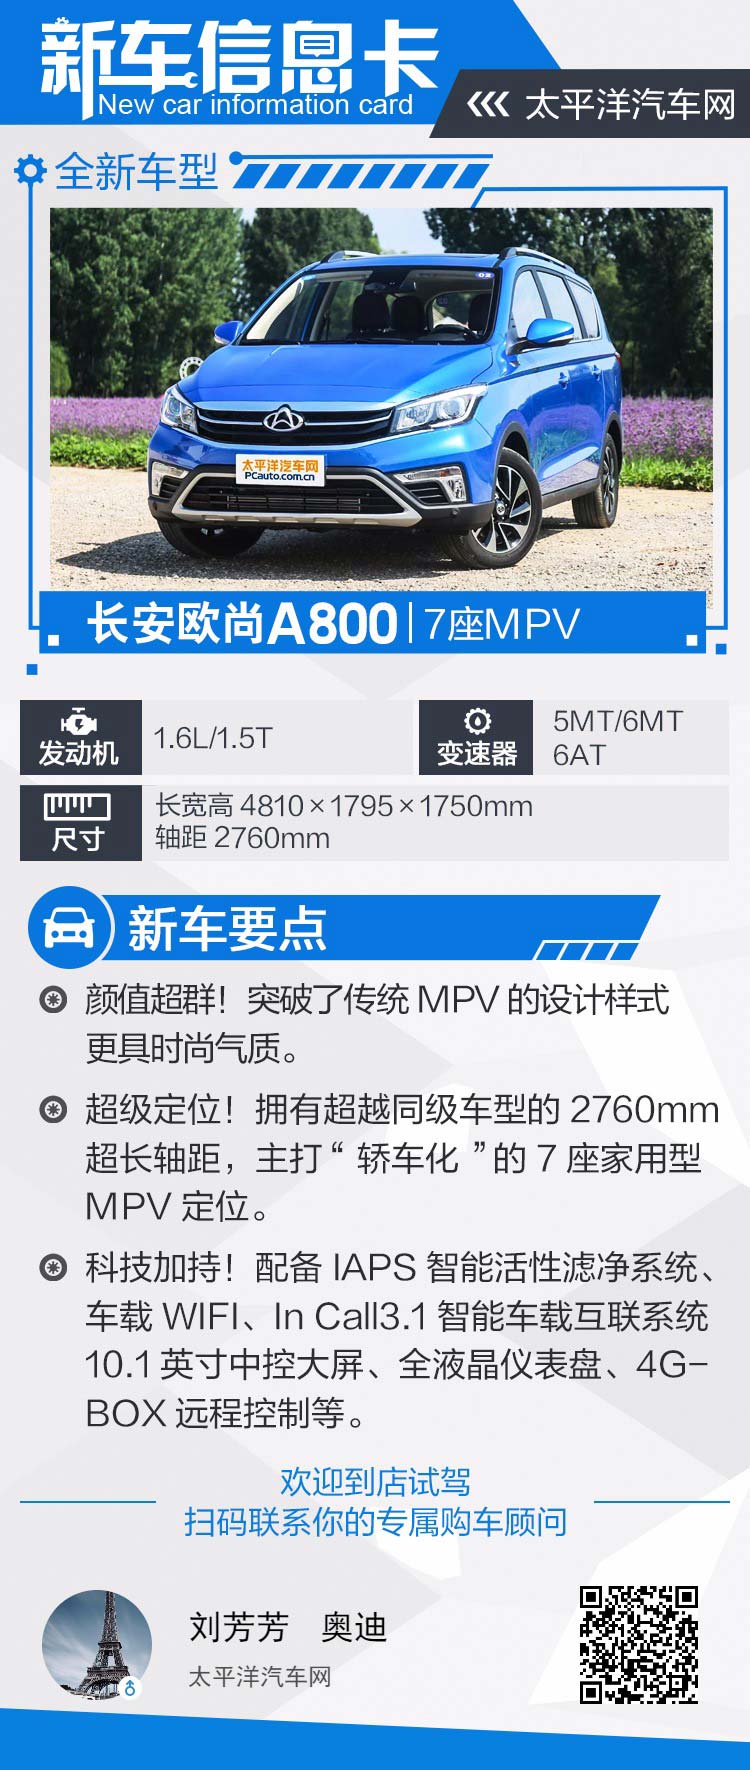 新车信息卡
New car information card
太平洋汽车网
全新车型
02
太平洋汽车网
PCauto.com.cn
长安欧尚A800|7座MPV
发动机
1.6L/1.5T
变速器
5MT/6MT
6AT
尺寸
长宽高 4810×1795×1750mm
轴距 2760mm
新车要点
颜值超群！突破了传统 MPV 的设计样式
更具时尚气质。
超级定位！拥有超越同级车型的 2760mm
超长轴距，主打“轿车化”的 7 座家用型
MPV 定位。
科技加持！配备 IAPS 智能活性滤净系统、
车载 WIFI、In Call3.1 智能车载互联系统
10.1 英寸中控大屏、全液晶仪表盘、4G-
BOX 远程控制等。
欢迎到店试驾
扫码联系你的专属购车顾问
刘芳芳 奥迪
太平洋汽车网